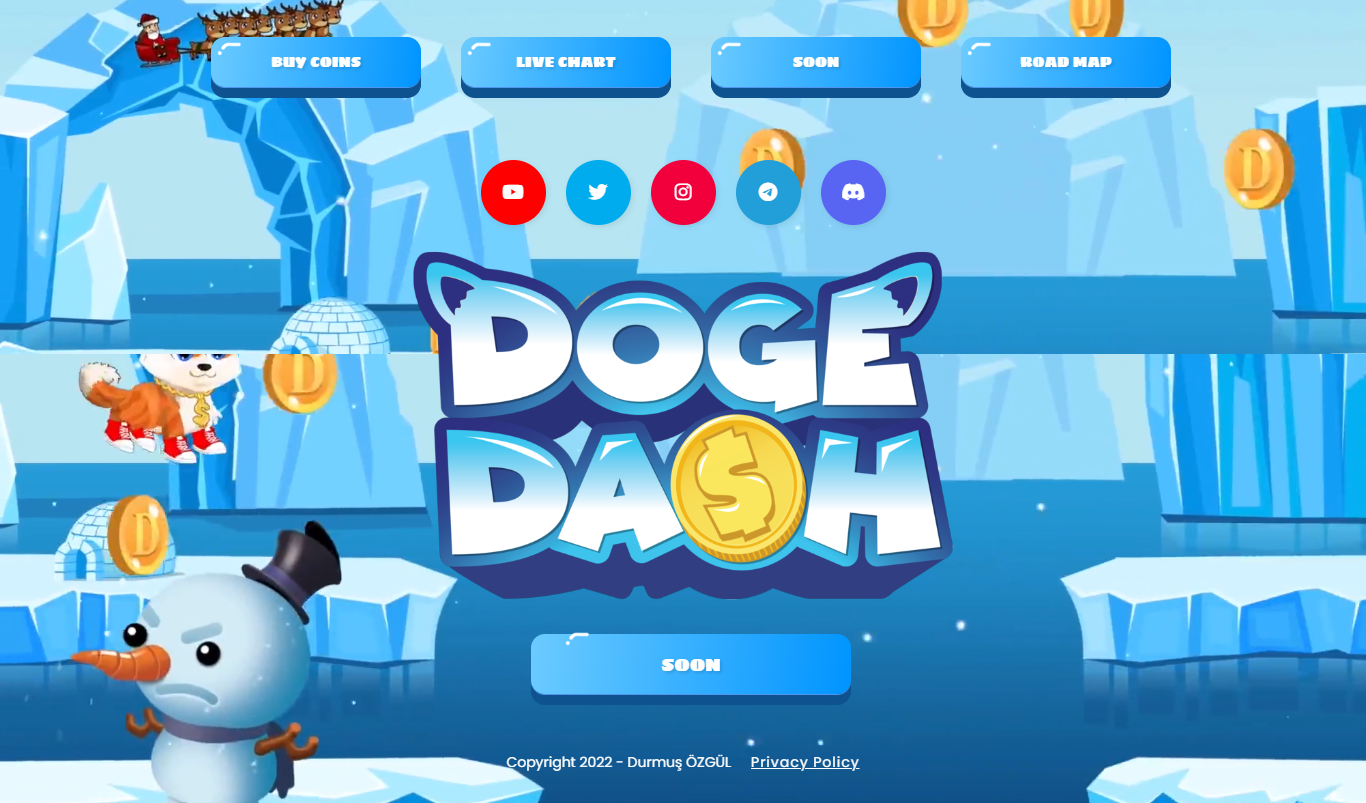 BUY COINS
LIVE CHART
SOON
ROAD MAP
DOGE
DA$H
SOON
Copyright 2022 - Durmuş ÖZGÜL Privacy Policy